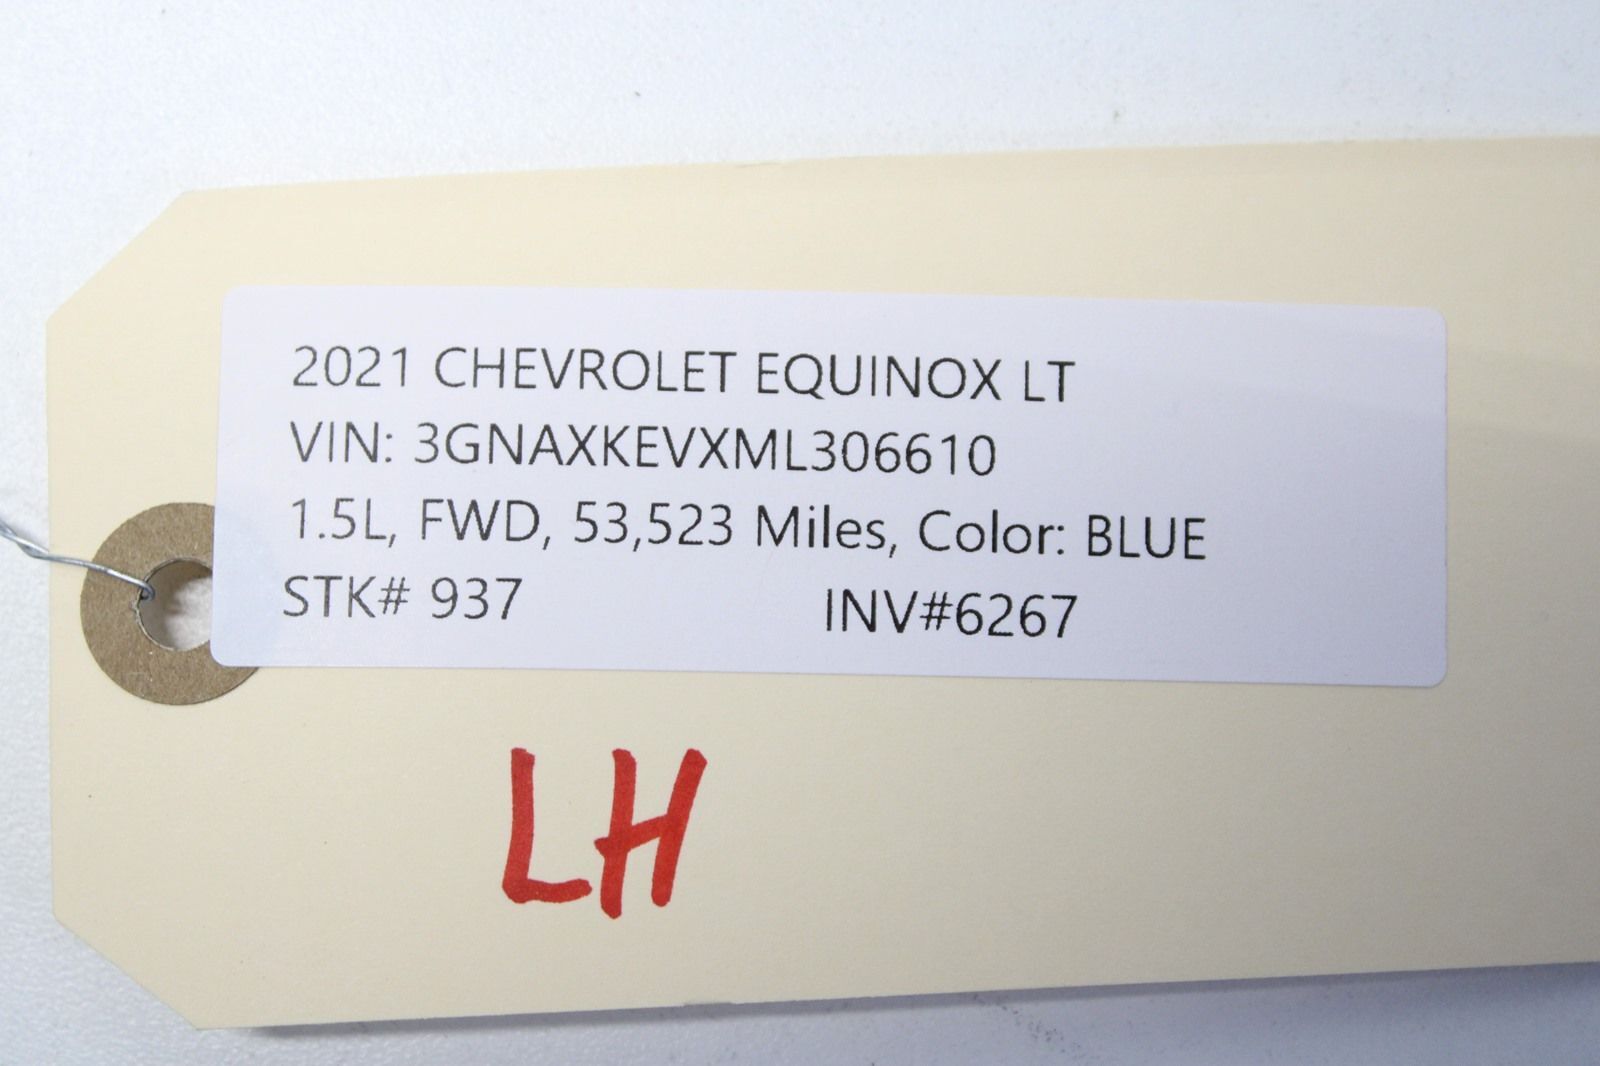 2021 CHEVROLET EQUINOX LT
VIN: 3GNAXKEVXML306610
1.5L, FWD, 53,523 Miles, Color: BLUE
STK# 937 INV#6267
LH